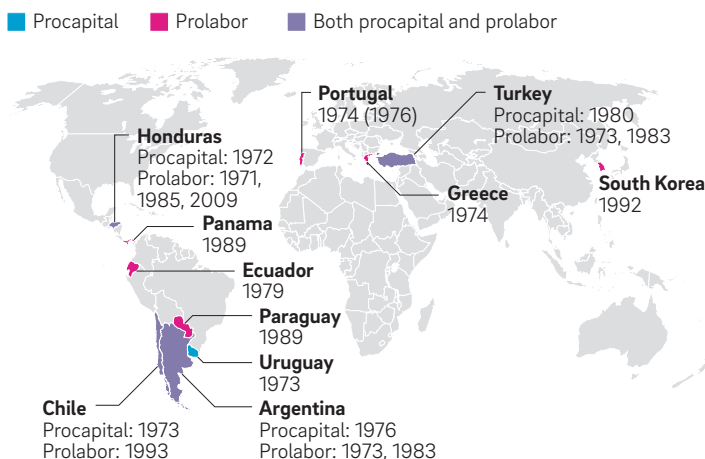 Procapital Prolabor Both procapital and prolabor
Portugal
1974 (1976)
Turkey
Procapital: 1980
Prolabor: 1973, 1983
Honduras
Procapital: 1972
Prolabor: 1971,
1985, 2009
South Korea
1992
Greece
1974
Panama
1989
Ecuador
1979
Paraguay
1989
Uruguay
1973
Chile
Procapital: 1973
Prolabor: 1993
Argentina
Procapital: 1976
Prolabor: 1973, 1983